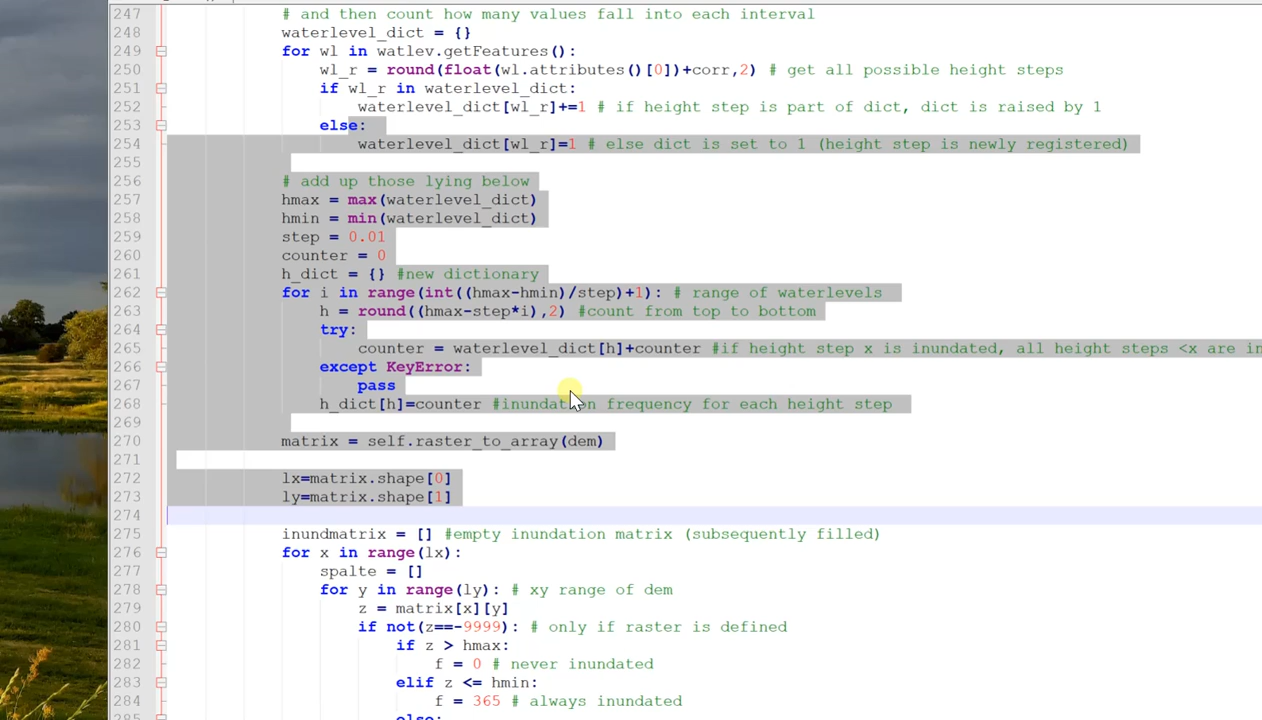 247 # and then count how many values fall into each interval
248 waterlevel_dict = {}
249 for wl in watlev.getFeatures():
250 wl_r = round(float(wl.attributes()[0])+corr,2) # get all possible height steps
251 if wl_r in waterlevel_dict:
252 waterlevel_dict[wl_r]+=1 # if height step is part of dict, dict is raised by 1
253 else:
254 waterlevel_dict[wl_r]=1 # else dict is set to 1 (height step is newly registered)
255
256 # add up those lying below
257 hmax = max(waterlevel_dict)
258 hmin = min(waterlevel_dict)
259 step = 0.01
260 counter = 0
261 h_dict = {} #new dictionary
262 for i in range(int((hmax-hmin)/step)+1): # range of waterlevels
263 h = round((hmax-step*i),2) #count from top to bottom
264 try:
265 counter = waterlevel_dict[h]+counter #if height step x is inundated, all height steps <x are in
266 except KeyError:
267 pass
268 h_dict[h]=counter #inundation frequency for each height step
269
270 matrix = self.raster_to_array(dem)
271
272 lx=matrix.shape[0]
273 ly=matrix.shape[1]
274
275 inundmatrix = [] #empty inundation matrix (subsequently filled)
276 for x in range(lx):
277 spalte = []
278 for y in range(ly): # xy range of dem
279 z = matrix[x][y]
280 if not(z==-9999): # only if raster is defined
281 if z > hmax:
282 f = 0 # never inundated
283 elif z <= hmin:
284 f = 365 # always inundated
285 else: